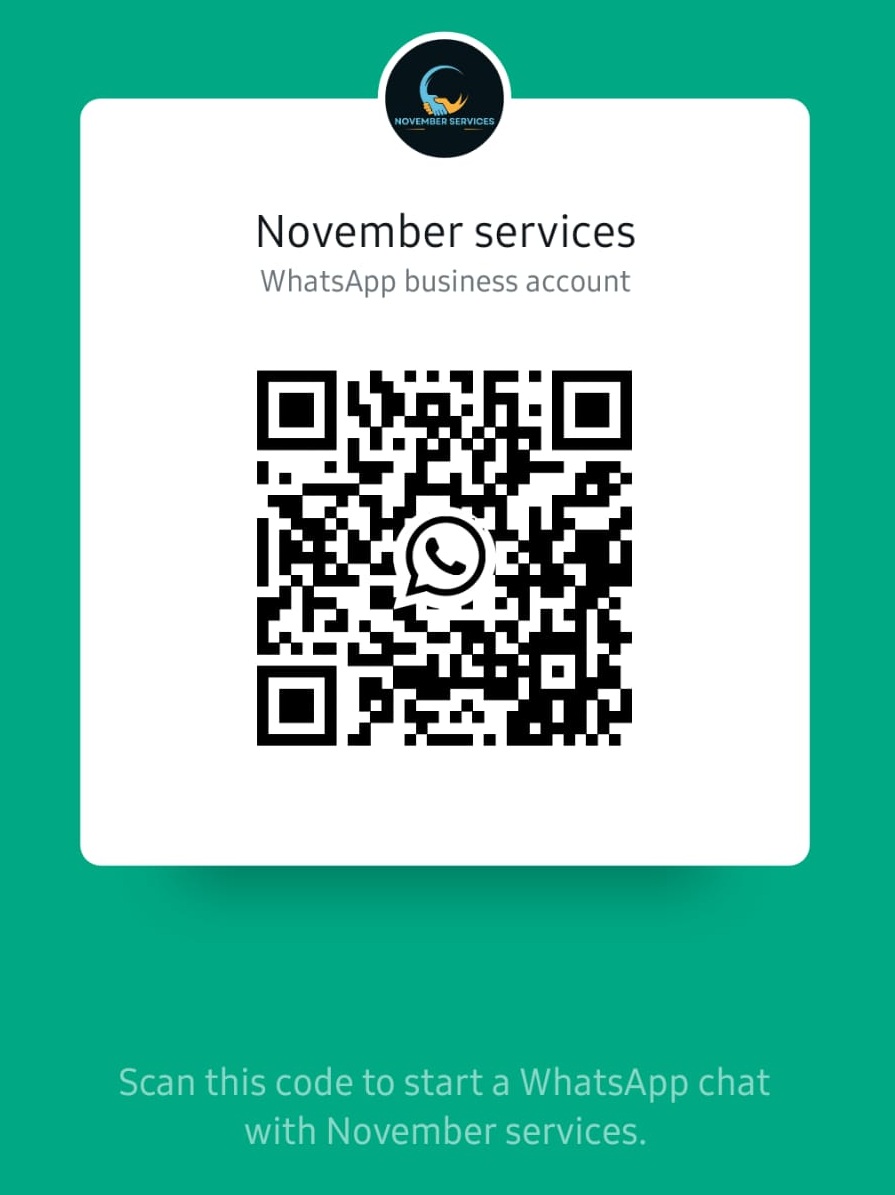 NOVEMBER SERVICES
November services
WhatsApp business account
Scan this code to start a WhatsApp chat
with November services.